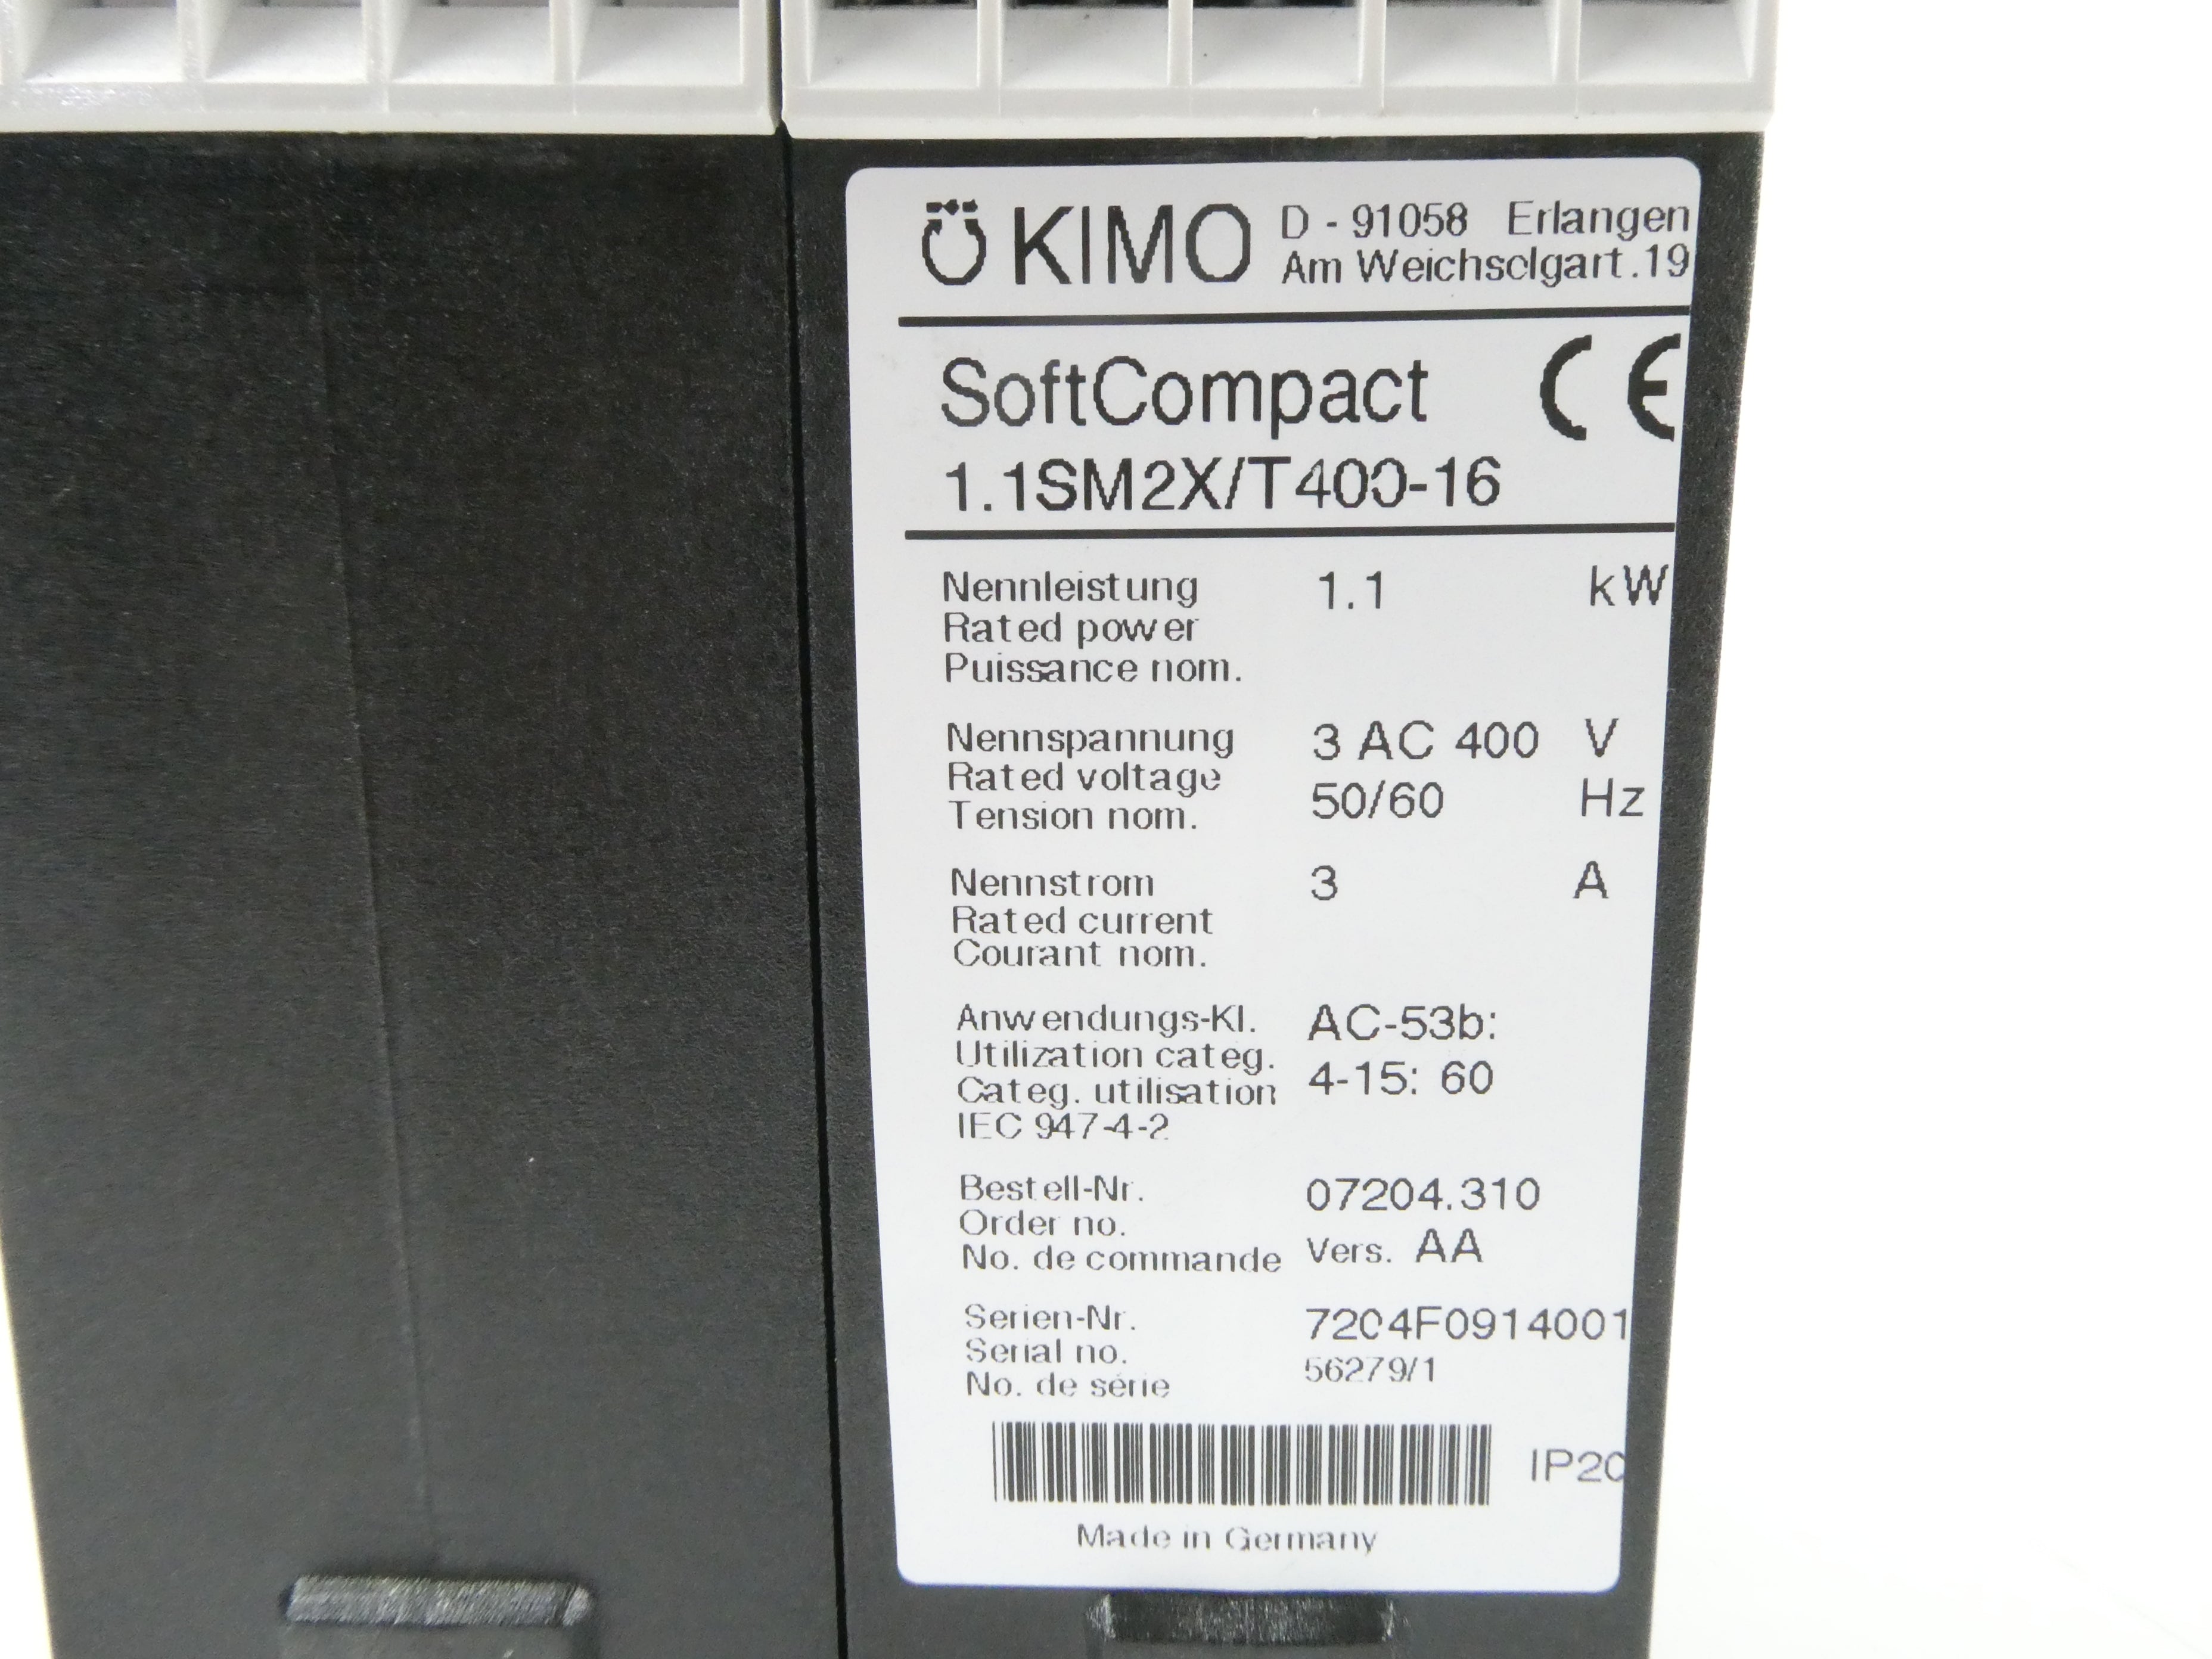 KIMO D - 91058 Erlangen
Am Weichselgart.19
SoftCompact CE
1.1SM2X/T400-16
Nennleistung 1.1 kW
Rated power
Puissance nom.
Nennspannung 3 AC 400 V
Rated voltage 50/60 Hz
Tension nom.
Nennstrom 3 A
Rated current
Courant nom.
Anwendungs-Kl. AC-53b:
Utilization categ. 4-15: 60
Categ. utilisation
IEC 947-4-2
Bestell-Nr. 07204.310
Order no. Vers. AA
No. de commande
Serien-Nr. 7204F0914001
Serial no. 56279/1
No. de série
IP20
Made in Germany